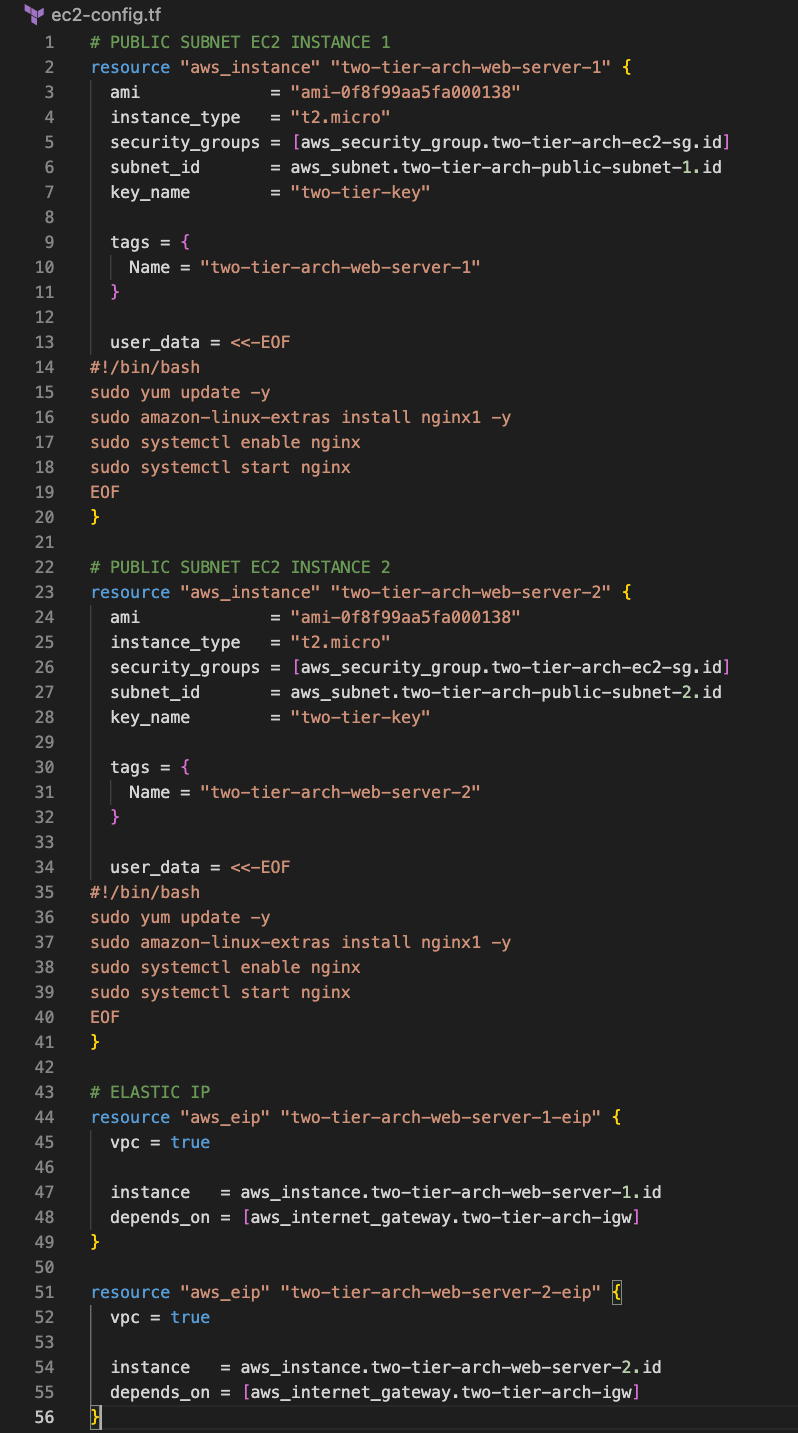 ec2-config.tf
1 # PUBLIC SUBNET EC2 INSTANCE 1
2 resource "aws_instance" "two-tier-arch-web-server-1" {
3   ami             = "ami-0f8f99aa5fa000138"
4   instance_type   = "t2.micro"
5   security_groups = [aws_security_group.two-tier-arch-ec2-sg.id]
6   subnet_id       = aws_subnet.two-tier-arch-public-subnet-1.id
7   key_name        = "two-tier-key"
8
9   tags = {
10     Name = "two-tier-arch-web-server-1"
11   }
12
13   user_data = <<-EOF
14 #!/bin/bash
15 sudo yum update -y
16 sudo amazon-linux-extras install nginx1 -y
17 sudo systemctl enable nginx
18 sudo systemctl start nginx
19 EOF
20 }
21
22 # PUBLIC SUBNET EC2 INSTANCE 2
23 resource "aws_instance" "two-tier-arch-web-server-2" {
24   ami             = "ami-0f8f99aa5fa000138"
25   instance_type   = "t2.micro"
26   security_groups = [aws_security_group.two-tier-arch-ec2-sg.id]
27   subnet_id       = aws_subnet.two-tier-arch-public-subnet-2.id
28   key_name        = "two-tier-key"
29
30   tags = {
31     Name = "two-tier-arch-web-server-2"
32   }
33
34   user_data = <<-EOF
35 #!/bin/bash
36 sudo yum update -y
37 sudo amazon-linux-extras install nginx1 -y
38 sudo systemctl enable nginx
39 sudo systemctl start nginx
40 EOF
41 }
42
43 # ELASTIC IP
44 resource "aws_eip" "two-tier-arch-web-server-1-eip" {
45   vpc = true
46
47   instance   = aws_instance.two-tier-arch-web-server-1.id
48   depends_on = [aws_internet_gateway.two-tier-arch-igw]
49 }
50
51 resource "aws_eip" "two-tier-arch-web-server-2-eip" {
52   vpc = true
53
54   instance   = aws_instance.two-tier-arch-web-server-2.id
55   depends_on = [aws_internet_gateway.two-tier-arch-igw]
56 }